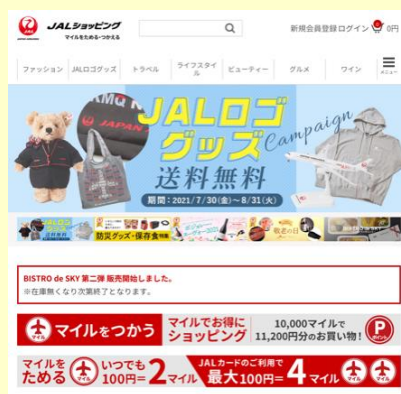 JALショッピング
マイルをためる・つかえる
新規会員登録
ログイン
0円
ファッション
JALロゴグッズ
トラベル
ライフスタイ
ル
ビューティー
グルメ
ワイン
メニュー
JAPAN
JALロゴ
グッズ
Campaign
送料無料
期間：2021/7/30(金)～8/31(火)
防災グッズ・保存食特集
敬老の日
BISTRO de SKY 第二弾 販売開始しました。
※在庫無くなり次第終了となります。
マイルをつかう
マイルでお得に
ショッピング
10,000マイルで
11,200円分のお買い物！
マイルを
ためる
いつでも
100円＝2マイル
JALカードのご利用で
最大100円＝4マイル